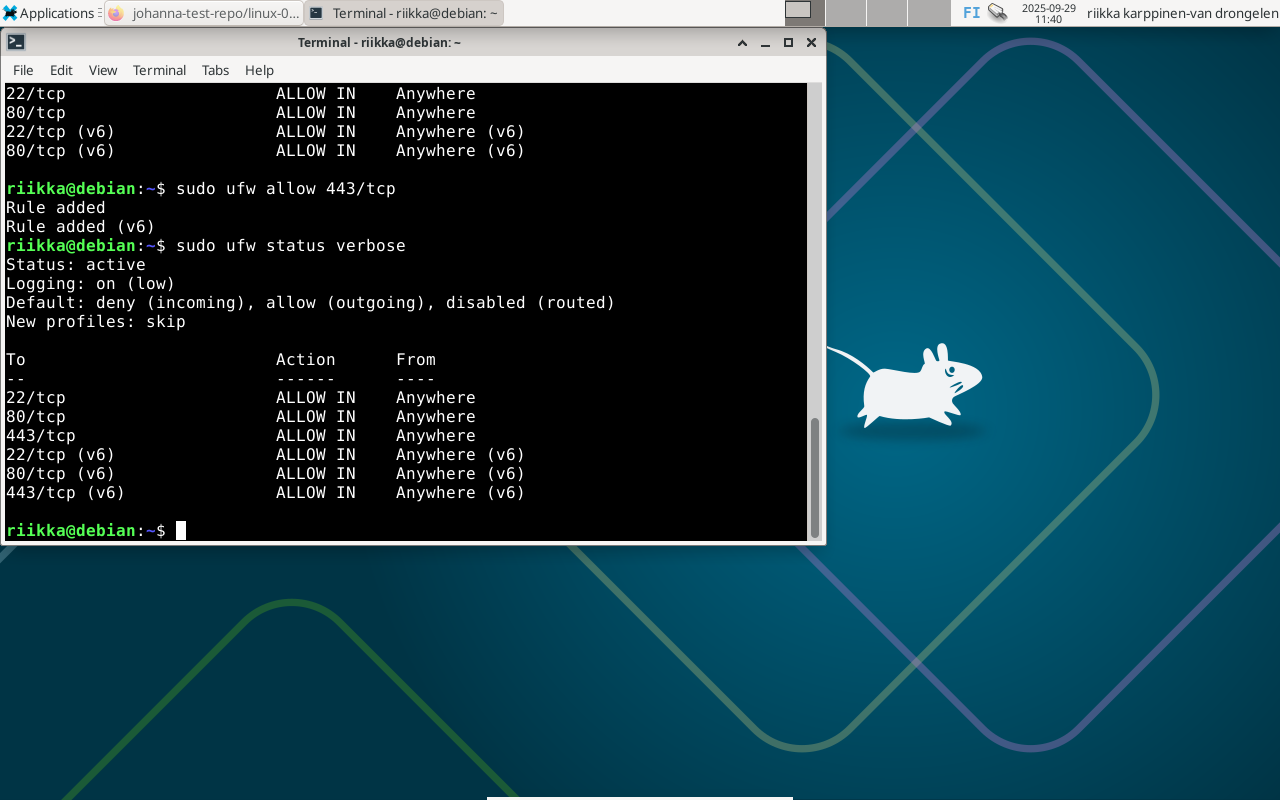 Applications
johanna-test-repo/linux-0...
Terminal - riikka@debian: ~
FI
2025-09-29
11:40
riikka karppinen-van drongelen
Terminal - riikka@debian: ~
File Edit View Terminal Tabs Help
22/tcp ALLOW IN Anywhere
80/tcp ALLOW IN Anywhere
22/tcp (v6) ALLOW IN Anywhere (v6)
80/tcp (v6) ALLOW IN Anywhere (v6)
riikka@debian:~$ sudo ufw allow 443/tcp
Rule added
Rule added (v6)
riikka@debian:~$ sudo ufw status verbose
Status: active
Logging: on (low)
Default: deny (incoming), allow (outgoing), disabled (routed)
New profiles: skip
To Action From
-- ------ ----
22/tcp ALLOW IN Anywhere
80/tcp ALLOW IN Anywhere
443/tcp ALLOW IN Anywhere
22/tcp (v6) ALLOW IN Anywhere (v6)
80/tcp (v6) ALLOW IN Anywhere (v6)
443/tcp (v6) ALLOW IN Anywhere (v6)
riikka@debian:~$